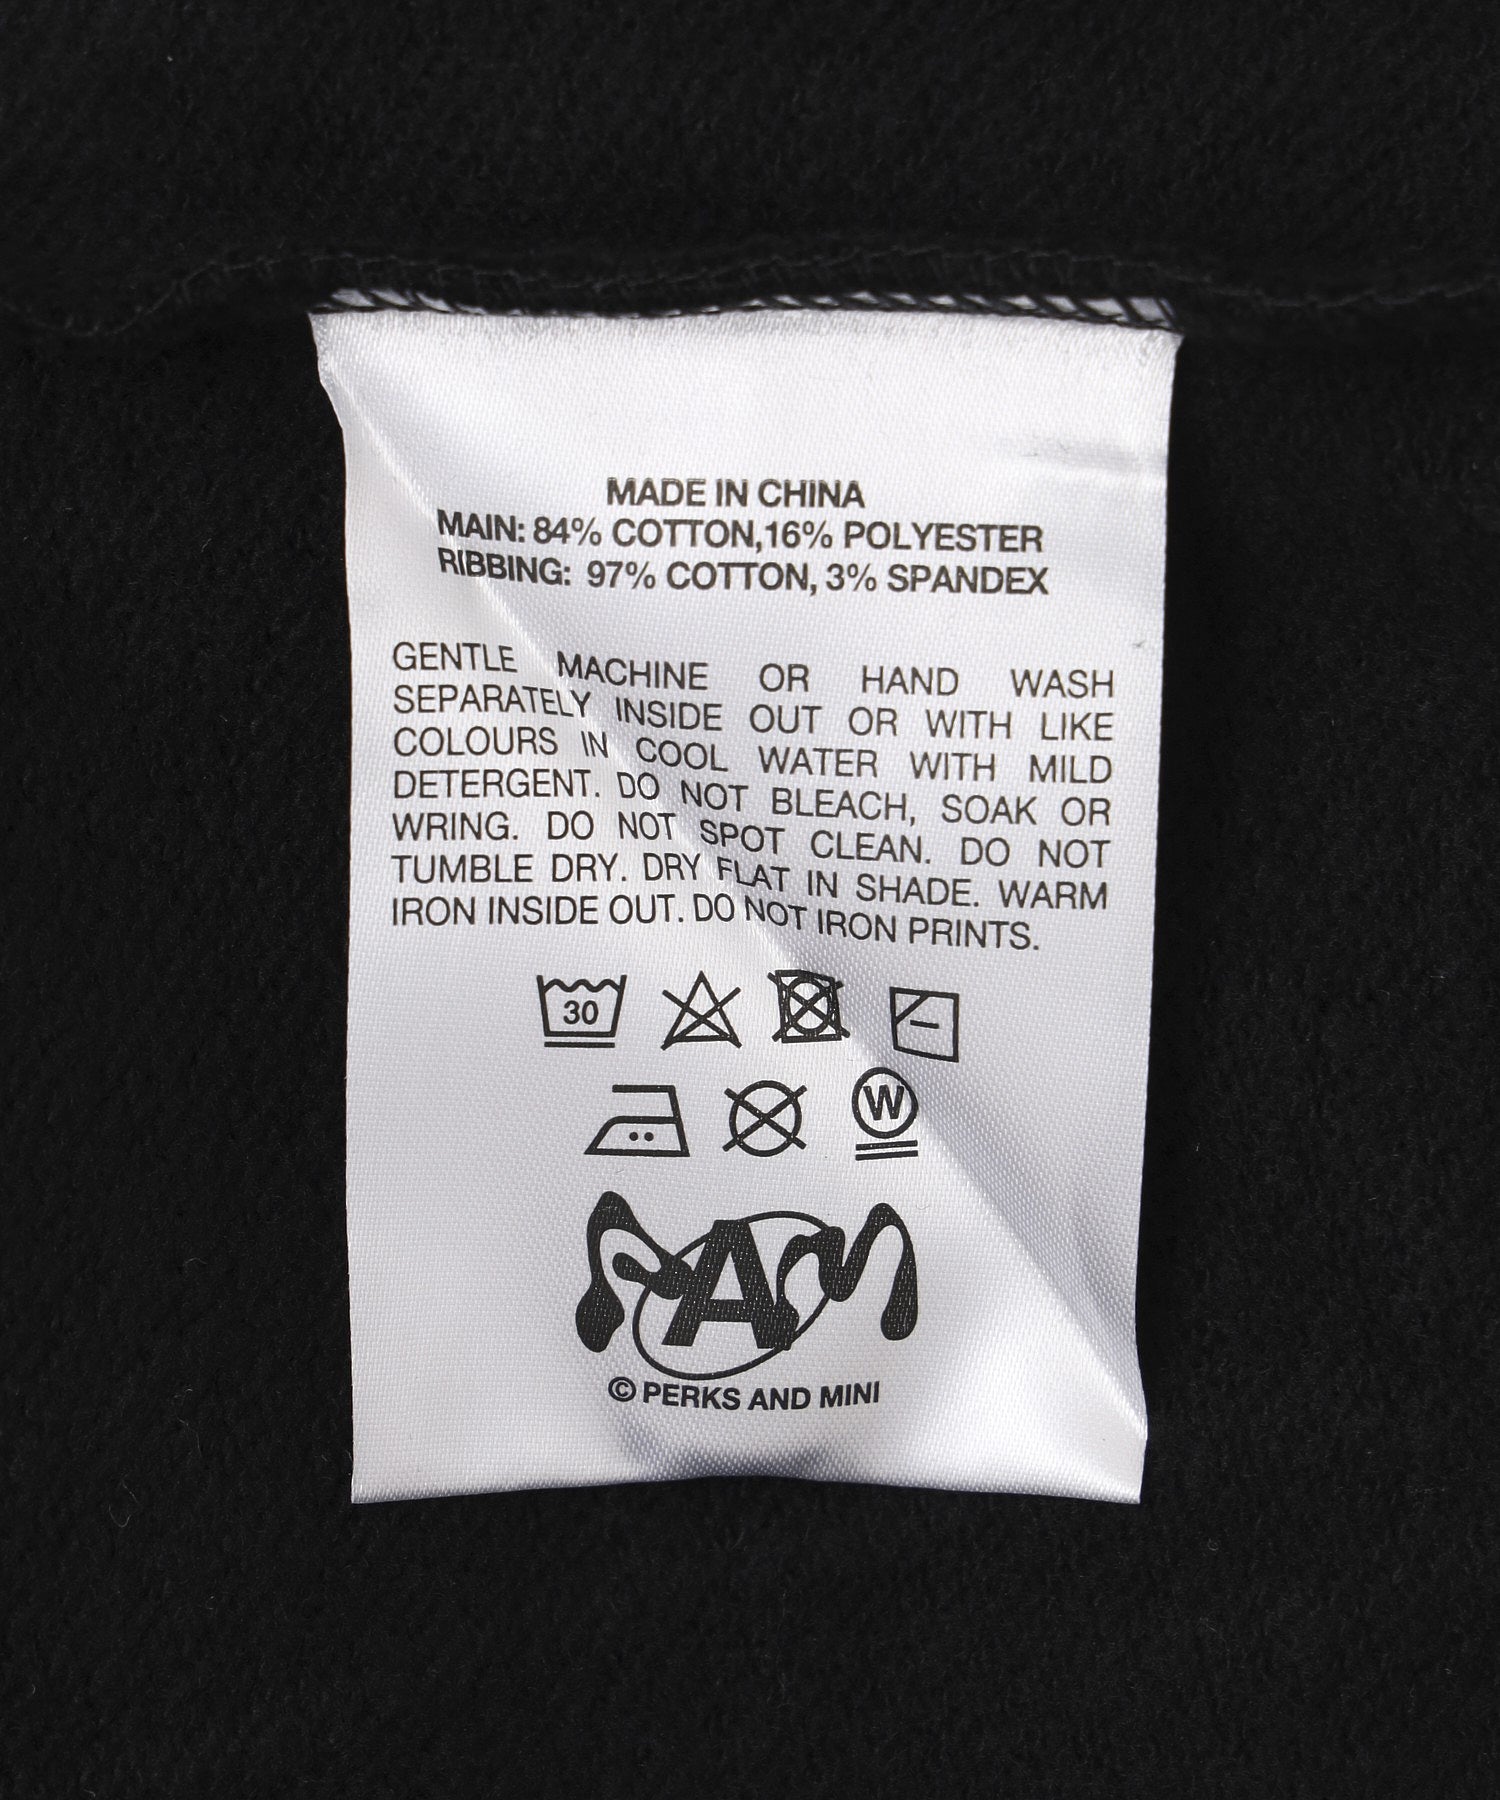 MADE IN CHINA
MAIN: 84% COTTON,16% POLYESTER
RIBBING: 97% COTTON, 3% SPANDEX
GENTLE MACHINE OR HAND WASH
SEPARATELY INSIDE OUT OR WITH LIKE
COLOURS IN COOL WATER WITH MILD
DETERGENT. DO NOT BLEACH, SOAK OR
WRING. DO NOT SPOT CLEAN. DO NOT
TUMBLE DRY. DRY FLAT IN SHADE. WARM
IRON INSIDE OUT. DO NOT IRON PRINTS.
30
W
PAM
© PERKS AND MINI